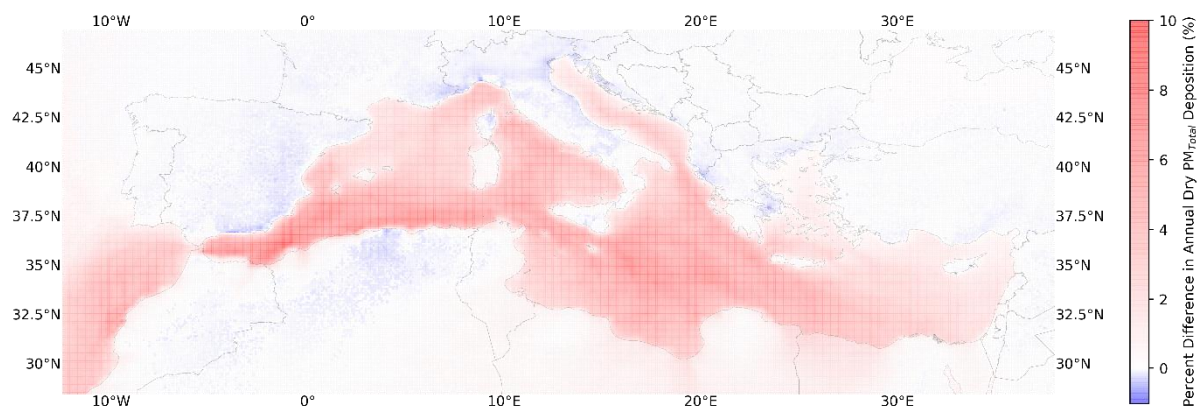 10°W 0° 10°E 20°E 30°E
45°N 45°N
42.5°N 42.5°N
40°N 40°N
37.5°N 37.5°N
35°N 35°N
32.5°N 32.5°N
30°N 30°N
10°W 0° 10°E 20°E 30°E
10
8
6
4
2
0
Percent Difference in Annual Dry PM_Total Deposition (%)